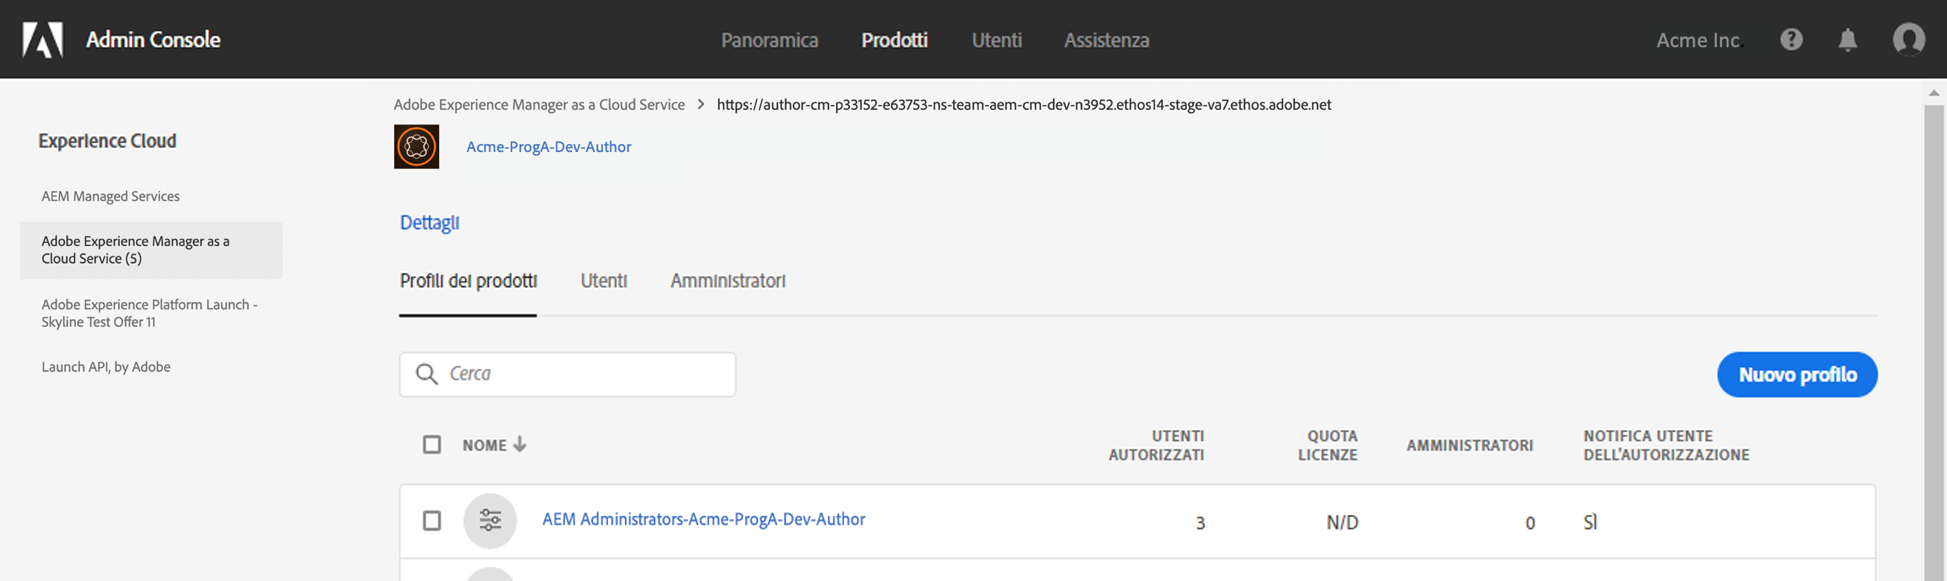 Admin Console
Panoramica
Prodotti
Utenti
Assistenza
Acme Inc.
Experience Cloud
AEM Managed Services
Adobe Experience Manager as a
Cloud Service (5)
Adobe Experience Platform Launch -
Skyline Test Offer 11
Launch API, by Adobe
Adobe Experience Manager as a Cloud Service > https://author-cm-p33152-e63753-ns-team-aem-cm-dev-n3952.ethos14-stage-va7.ethos.adobe.net
Acme-ProgA-Dev-Author
Dettagli
Profili dei prodotti
Utenti
Amministratori
Cerca
Nuovo profilo
NOME
UTENTI
AUTORIZZATI
QUOTA
LICENZE
AMMINISTRATORI
NOTIFICA UTENTE
DELL'AUTORIZZAZIONE
AEM Administrators-Acme-ProgA-Dev-Author
3
N/D
0
SÌ